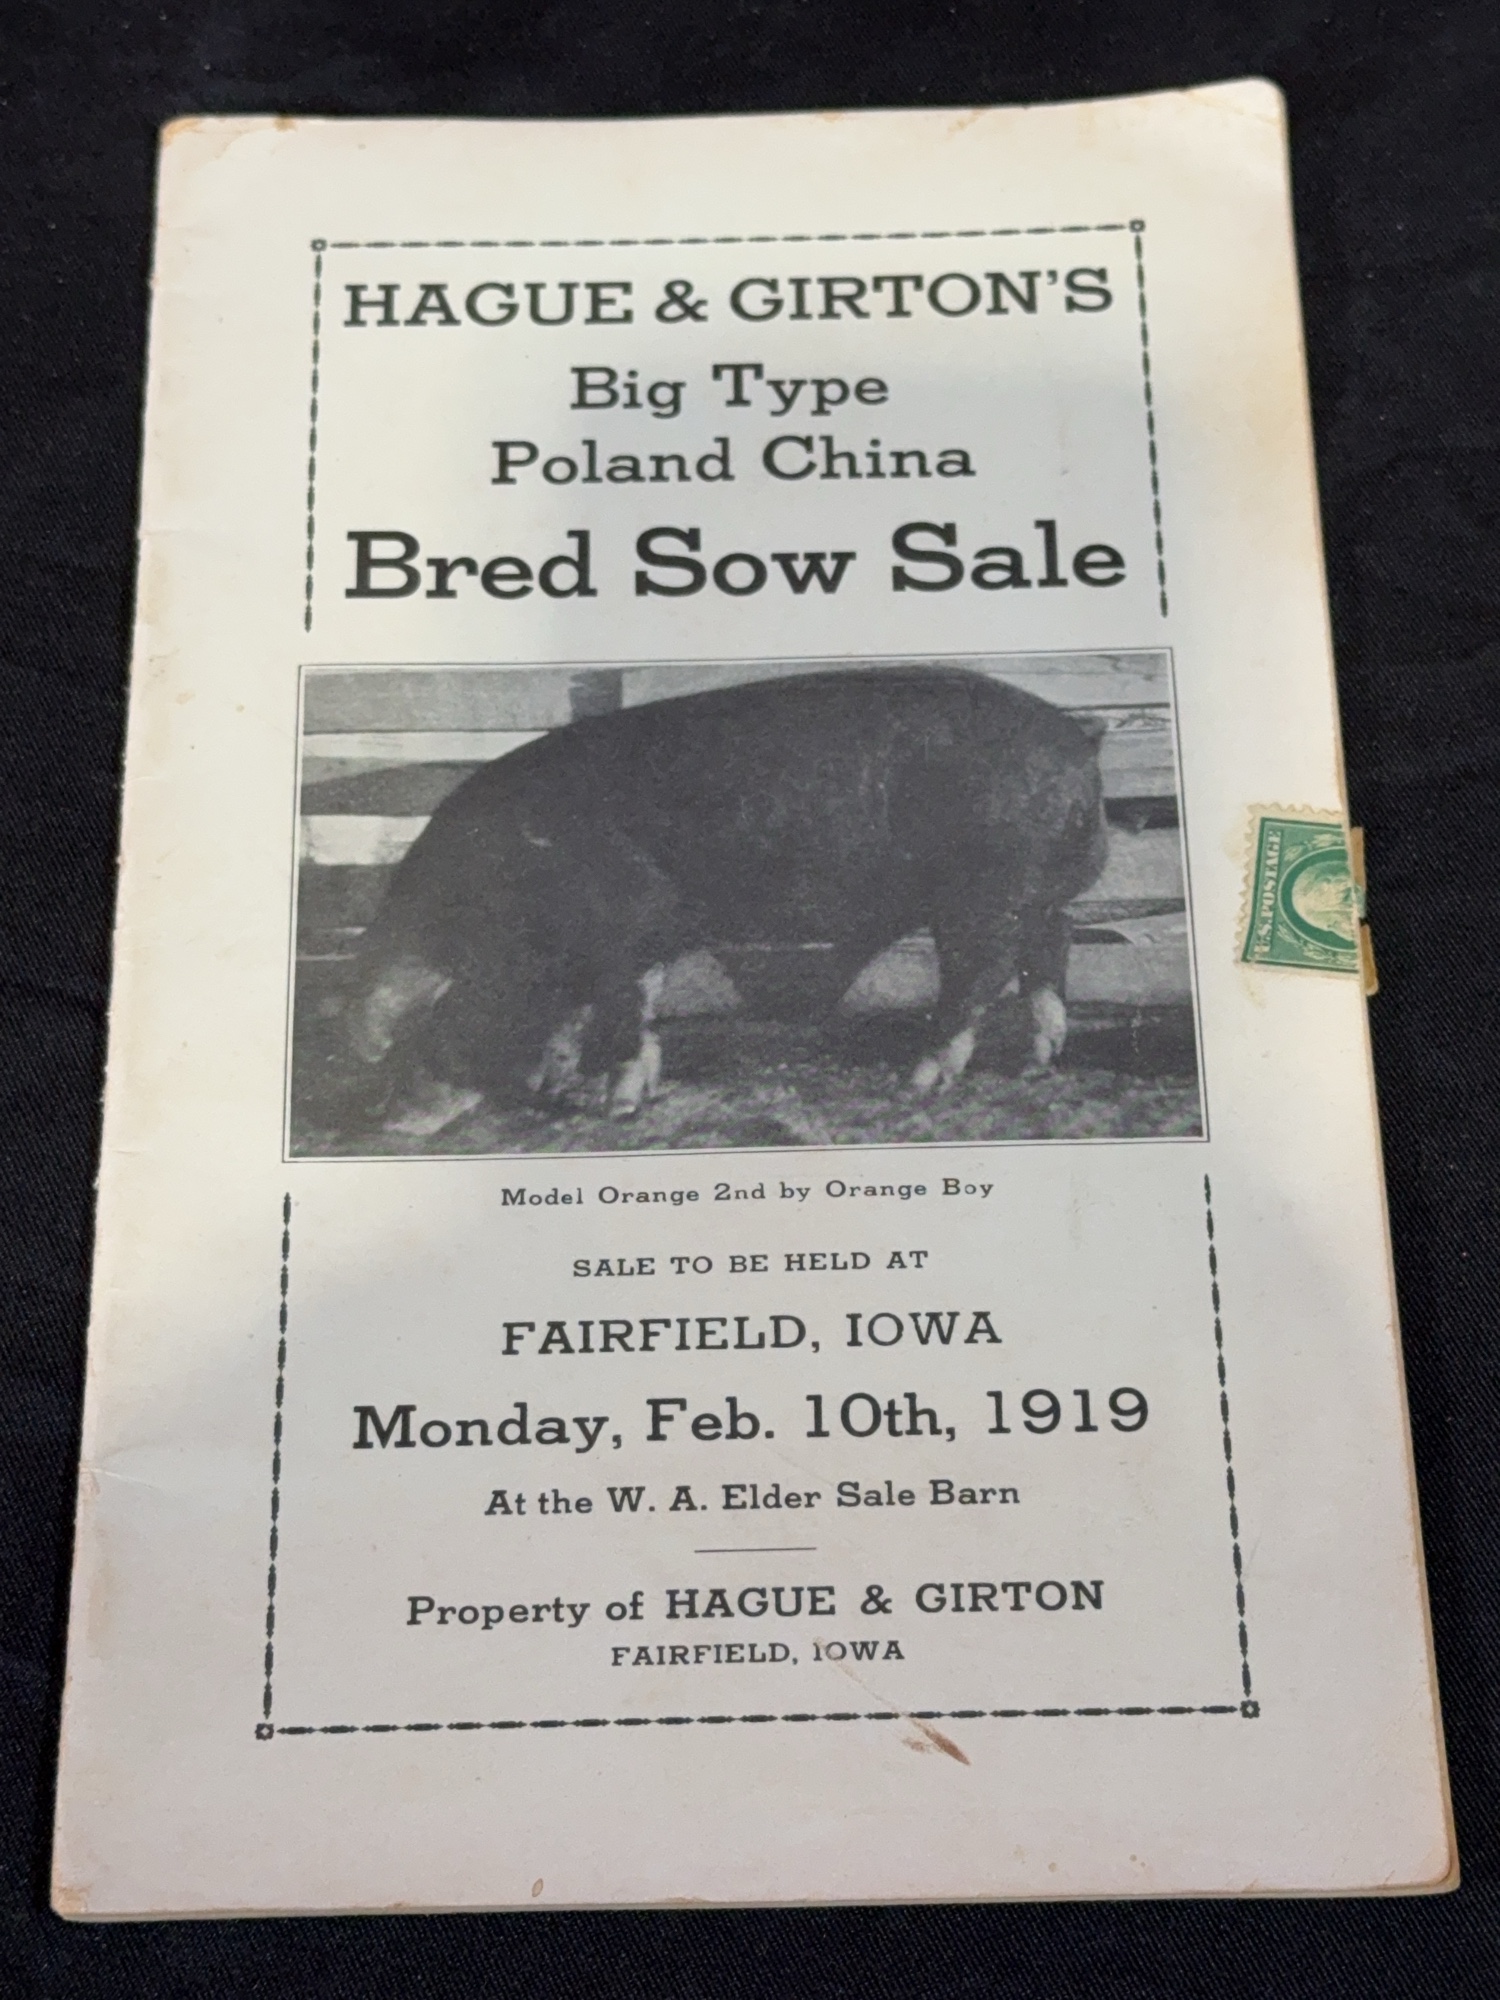 HAGUE & GIRTON'S
Big Type
Poland China
Bred Sow Sale
U.S. POSTAGE
Model Orange 2nd by Orange Boy
SALE TO BE HELD AT
FAIRFIELD, IOWA
Monday, Feb. 10th, 1919
At the W. A. Elder Sale Barn
Property of HAGUE & GIRTON
FAIRFIELD, IOWA